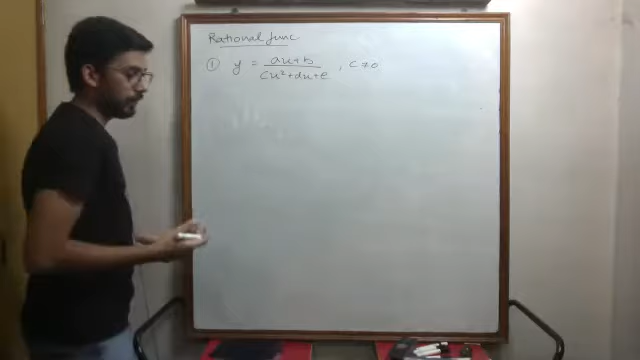 Rational func
① y = ax+b / cx²+dx+e , c≠0